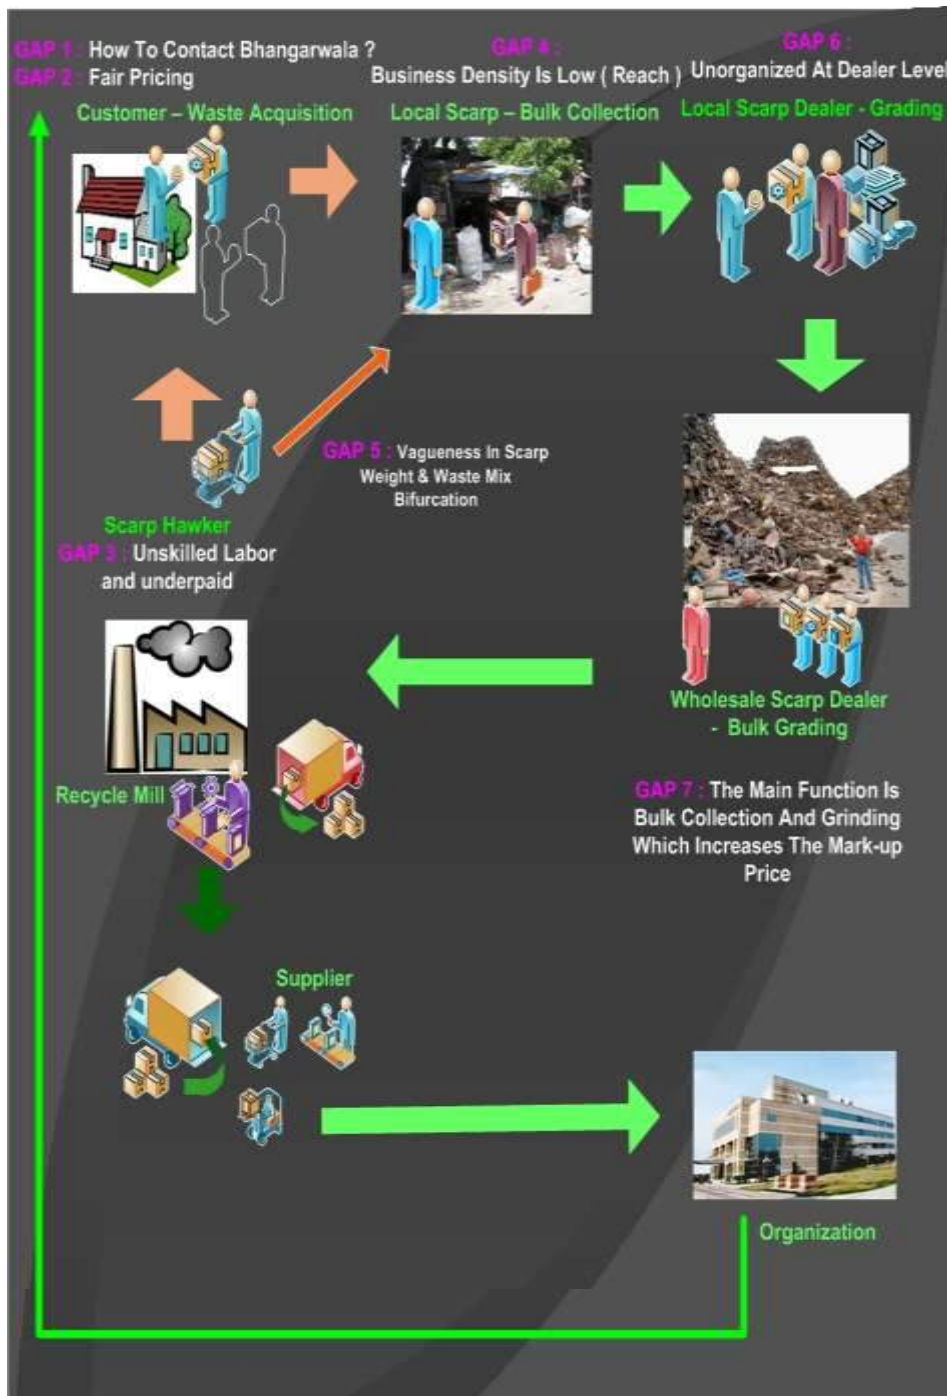 GAP 1 : How To Contact Bhangarwala ?
GAP 2 : Fair Pricing
Customer – Waste Acquisition
GAP 4 :
Business Density Is Low ( Reach )
Local Scarp – Bulk Collection
GAP 6 :
Unorganized At Dealer Level
Local Scarp Dealer - Grading
GAP 5 : Vagueness In Scarp
Weight & Waste Mix
Bifurcation
Scarp Hawker
GAP 3 : Unskilled Labor
and underpaid
Wholesale Scarp Dealer
- Bulk Grading
Recycle Mill
GAP 7 : The Main Function Is
Bulk Collection And Grinding
Which Increases The Mark-up
Price
Supplier
Organization